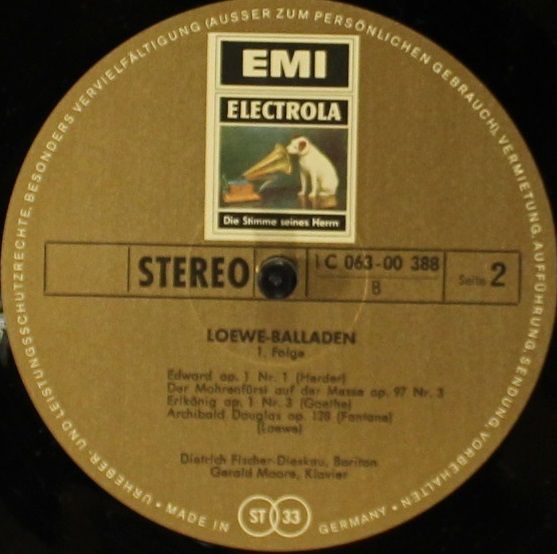 EMI
ELECTROLA
Die Stimme seines Herrn
STEREO
1 C 063-00 388
B
Seite 2
LOEWE-BALLADEN
1. Folge
Edward op. 1 Nr. 1 (Herder)
Der Mohrenfürst auf der Messe op. 97 Nr. 3
Erlkönig op. 1 Nr. 3 (Goethe)
Archibald Douglas op. 128 (Fontane)
(Loewe)
Dietrich Fischer-Dieskau, Bariton
Gerald Moore, Klavier
URHEBER- UND LEISTUNGSSCHUTZRECHTE, BESONDERS VERVIELFÄLTIGUNG (AUSSER ZUM PERSÖNLICHEN GEBRAUCH), VERMIETUNG, AUFFÜHRUNG, SENDUNG, VORBEHALTEN
• MADE IN ST 33 GERMANY •